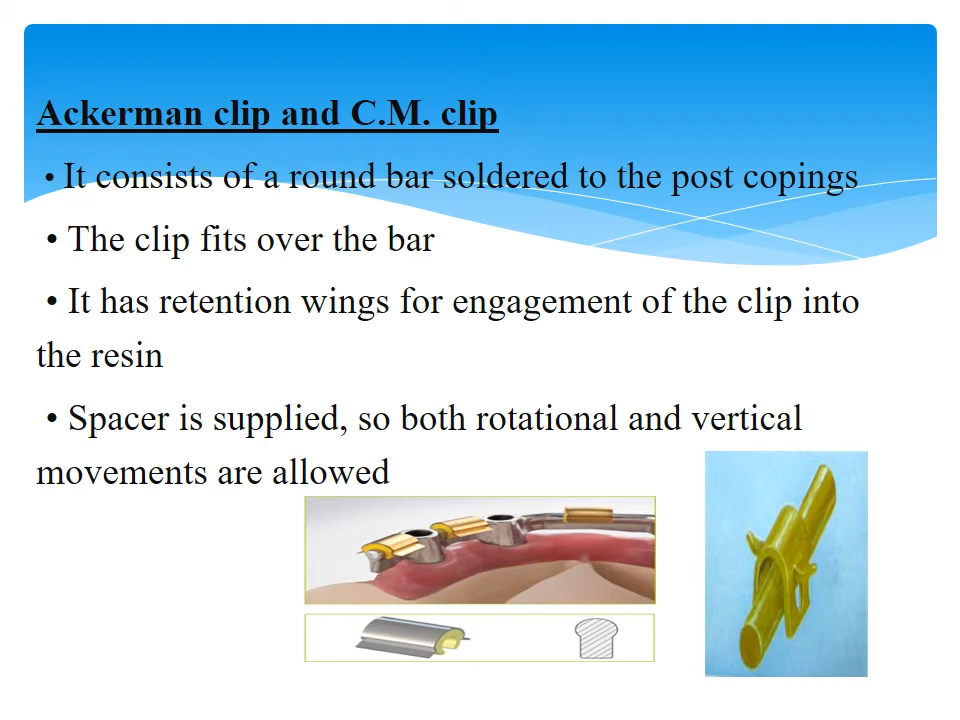 Ackerman clip and C.M. clip
• It consists of a round bar soldered to the post copings
• The clip fits over the bar
• It has retention wings for engagement of the clip into
the resin
• Spacer is supplied, so both rotational and vertical
movements are allowed